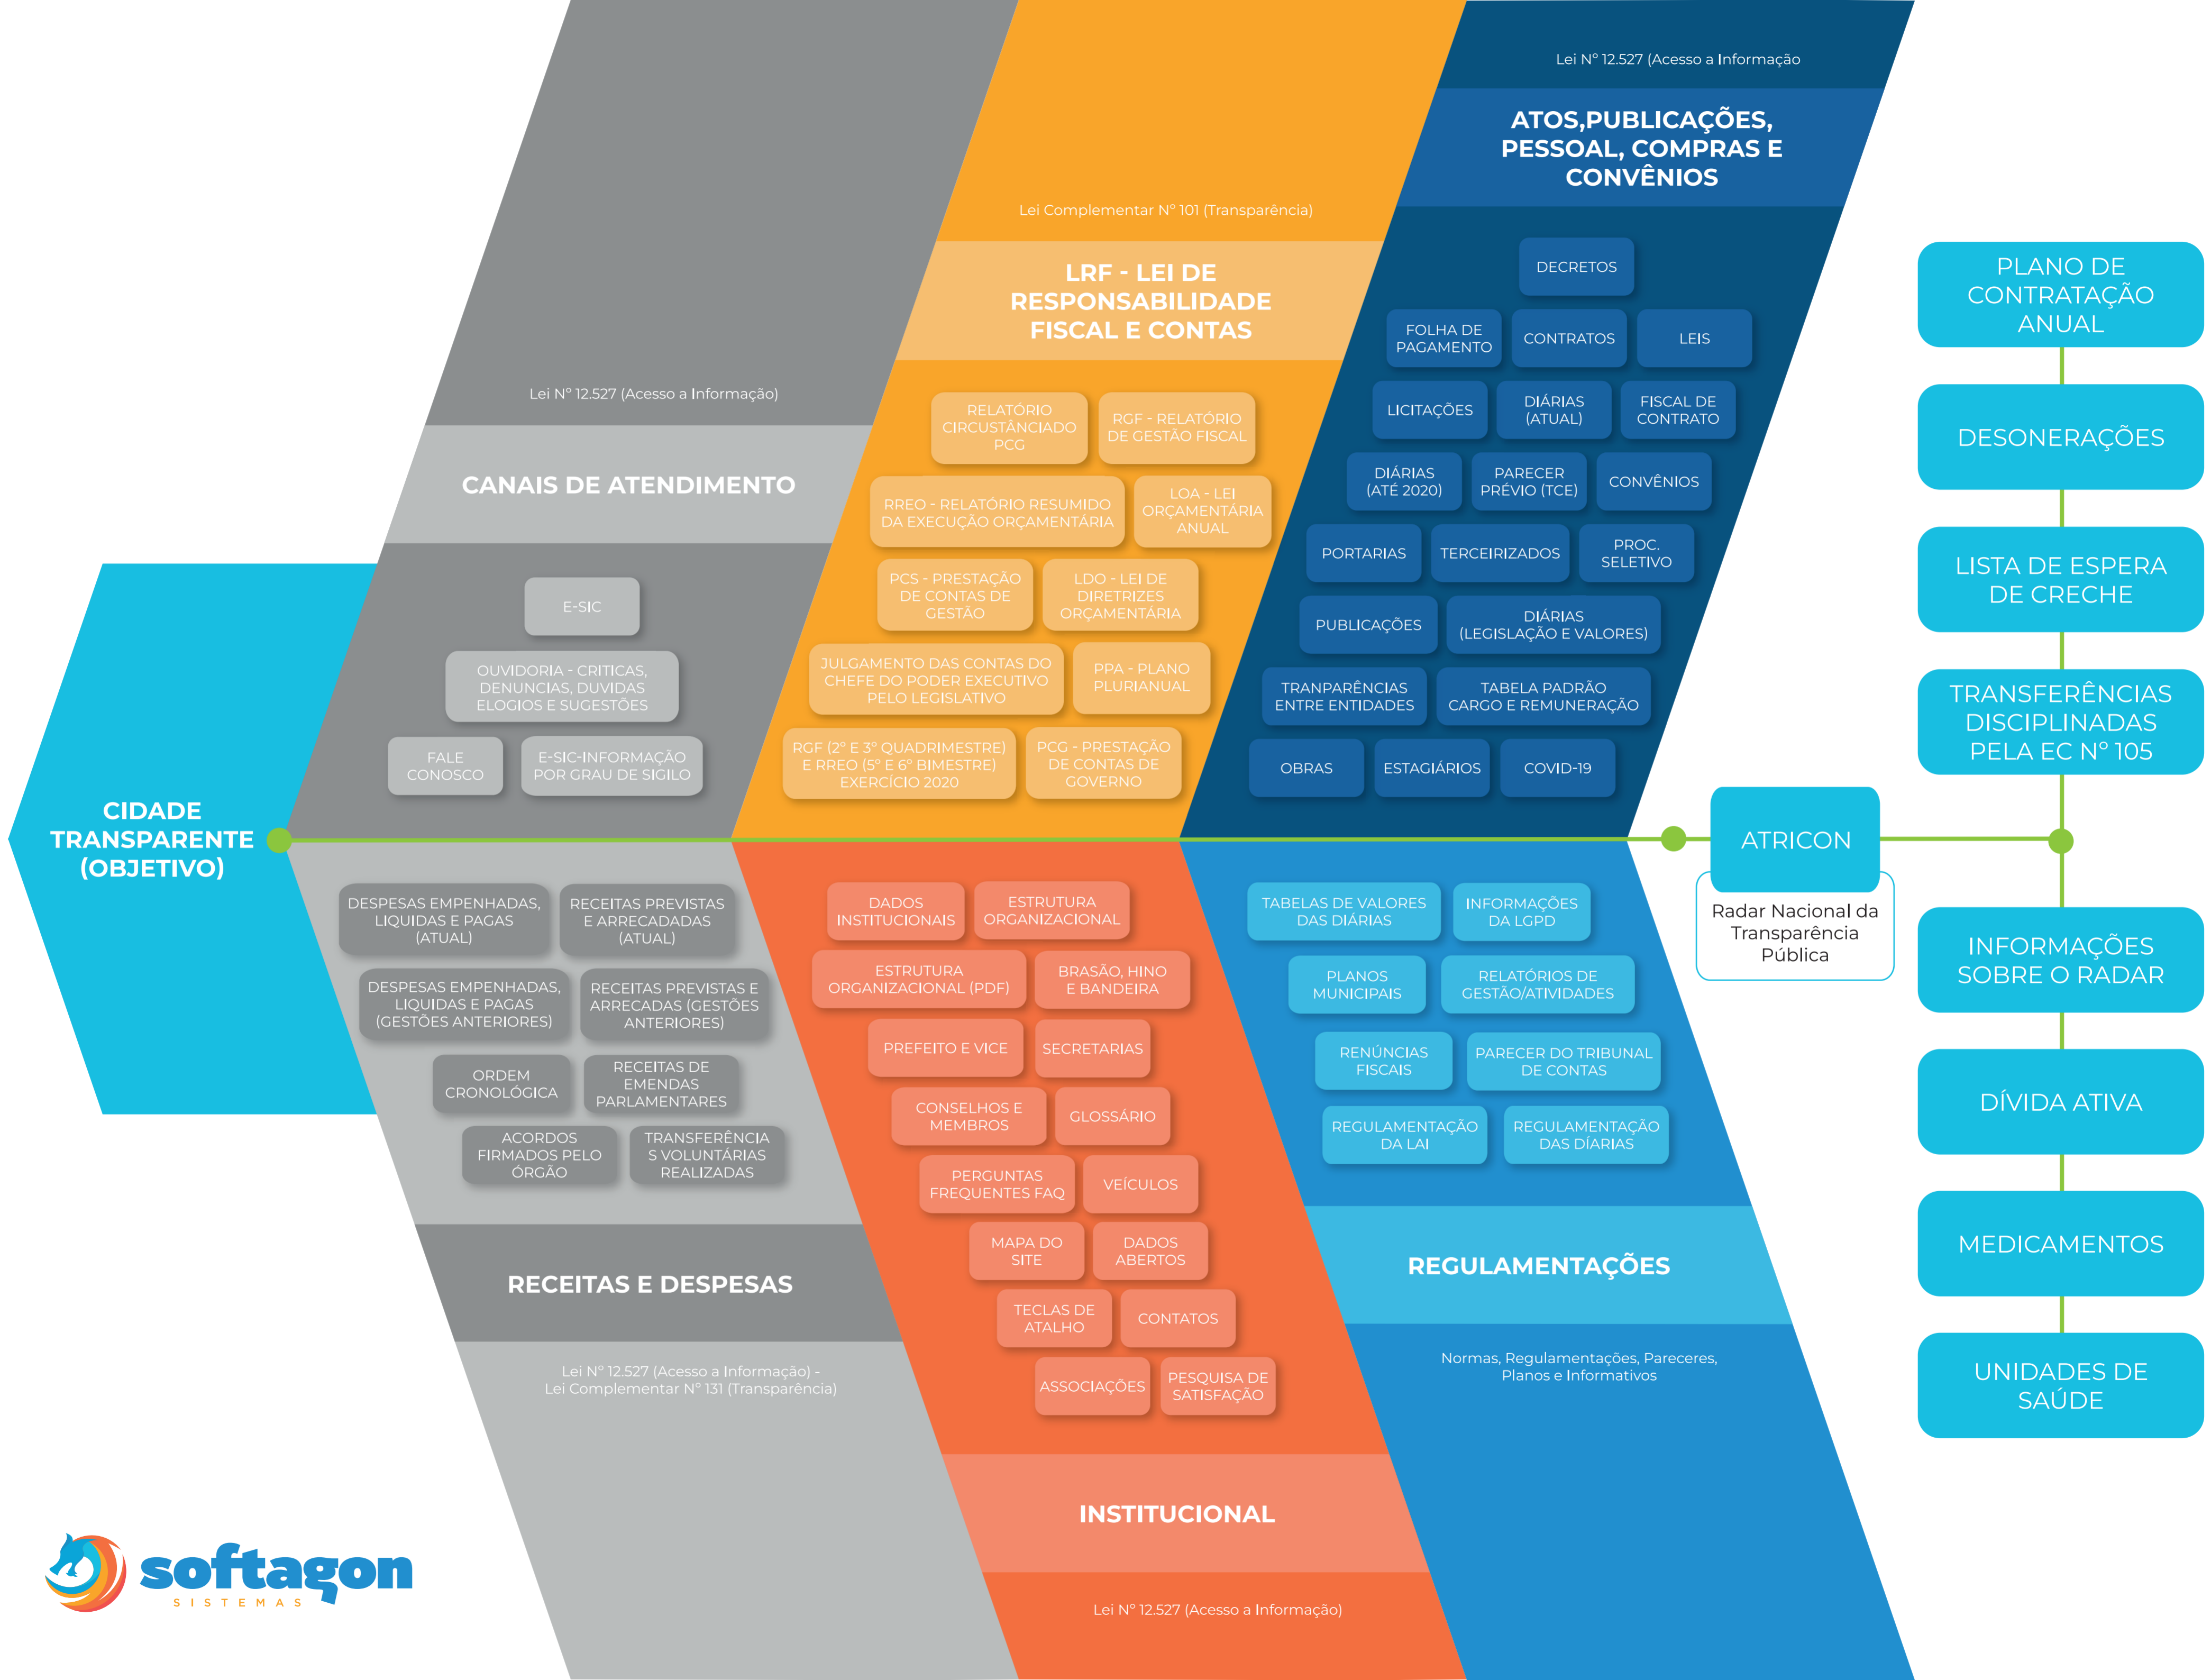 CIDADE
TRANSPARENTE
(OBJETIVO)
Lei Nº 12.527 (Acesso a Informação)
CANAIS DE ATENDIMENTO
E-SIC
OUVIDORIA - CRITICAS,
DENUNCIAS, DUVIDAS
ELOGIOS E SUGESTÕES
FALE
CONOSCO
E-SIC-INFORMAÇÃO
POR GRAU DE SIGILO
Lei Complementar Nº 101 (Transparência)
LRF - LEI DE
RESPONSABILIDADE
FISCAL E CONTAS
RELATÓRIO
CIRCUSTÂNCIADO
PCG
RGF - RELATÓRIO
DE GESTÃO FISCAL
RREO - RELATÓRIO RESUMIDO
DA EXECUÇÃO ORÇAMENTÁRIA
LOA - LEI
ORÇAMENTÁRIA
ANUAL
PCS - PRESTAÇÃO
DE CONTAS DE
GESTÃO
LDO - LEI DE
DIRETRIZES
ORÇAMENTÁRIA
JULGAMENTO DAS CONTAS DO
CHEFE DO PODER EXECUTIVO
PELO LEGISLATIVO
PPA - PLANO
PLURIANUAL
RGF (2º E 3º QUADRIMESTRE)
E RREO (5º E 6º BIMESTRE)
EXERCÍCIO 2020
PCG - PRESTAÇÃO
DE CONTAS DE
GOVERNO
Lei Nº 12.527 (Acesso a Informação
ATOS,PUBLICAÇÕES,
PESSOAL, COMPRAS E
CONVÊNIOS
DECRETOS
FOLHA DE
PAGAMENTO
CONTRATOS
LEIS
LICITAÇÕES
DIÁRIAS
(ATUAL)
FISCAL DE
CONTRATO
DIÁRIAS
(ATÉ 2020)
PARECER
PRÉVIO (TCE)
CONVÊNIOS
PORTARIAS
TERCEIRIZADOS
PROC.
SELETIVO
PUBLICAÇÕES
DIÁRIAS
(LEGISLAÇÃO E VALORES)
TRANPARÊNCIAS
ENTRE ENTIDADES
TABELA PADRÃO
CARGO E REMUNERAÇÃO
OBRAS
ESTAGIÁRIOS
COVID-19
DESPESAS EMPENHADAS,
LIQUIDAS E PAGAS
(ATUAL)
RECEITAS PREVISTAS
E ARRECADADAS
(ATUAL)
DESPESAS EMPENHADAS,
LIQUIDAS E PAGAS
(GESTÕES ANTERIORES)
RECEITAS PREVISTAS E
ARRECADAS (GESTÕES
ANTERIORES)
ORDEM
CRONOLÓGICA
RECEITAS DE
EMENDAS
PARLAMENTARES
ACORDOS
FIRMADOS PELO
ÓRGÃO
TRANSFERÊNCIA
S VOLUNTÁRIAS
REALIZADAS
RECEITAS E DESPESAS
Lei Nº 12.527 (Acesso a Informação) -
Lei Complementar Nº 131 (Transparência)
DADOS
INSTITUCIONAIS
ESTRUTURA
ORGANIZACIONAL
ESTRUTURA
ORGANIZACIONAL (PDF)
BRASÃO, HINO
E BANDEIRA
PREFEITO E VICE
SECRETARIAS
CONSELHOS E
MEMBROS
GLOSSÁRIO
PERGUNTAS
FREQUENTES FAQ
VEÍCULOS
MAPA DO
SITE
DADOS
ABERTOS
TECLAS DE
ATALHO
CONTATOS
ASSOCIAÇÕES
PESQUISA DE
SATISFAÇÃO
INSTITUCIONAL
Lei Nº 12.527 (Acesso a Informação)
TABELAS DE VALORES
DAS DIÁRIAS
INFORMAÇÕES
DA LGPD
PLANOS
MUNICIPAIS
RELATÓRIOS DE
GESTÃO/ATIVIDADES
RENÚNCIAS
FISCAIS
PARECER DO TRIBUNAL
DE CONTAS
REGULAMENTAÇÃO
DA LAI
REGULAMENTAÇÃO
DAS DÍARIAS
REGULAMENTAÇÕES
Normas, Regulamentações, Pareceres,
Planos e Informativos
ATRICON
Radar Nacional da
Transparência
Pública
PLANO DE
CONTRATAÇÃO
ANUAL
DESONERAÇÕES
LISTA DE ESPERA
DE CRECHE
TRANSFERÊNCIAS
DISCIPLINADAS
PELA EC Nº 105
INFORMAÇÕES
SOBRE O RADAR
DÍVIDA ATIVA
MEDICAMENTOS
UNIDADES DE
SAÚDE
softagon
SISTEMAS